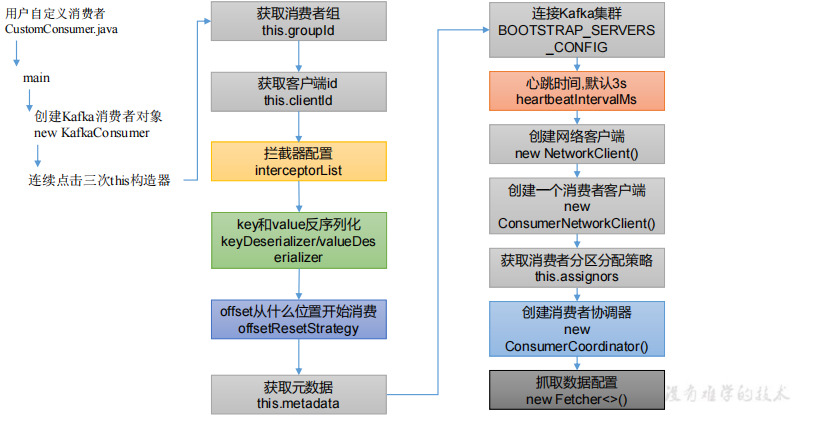 用户自定义消费者
CustomConsumer.java
main
创建Kafka消费者对象
new KafkaConsumer
连续点击三次this构造器
获取消费者组
this.groupId
获取客户端id
this.clientId
拦截器配置
interceptorList
key和value反序列化
keyDeserializer/valueDes
erializer
offset从什么位置开始消费
offsetResetStrategy
获取元数据
this.metadata
连接Kafka集群
BOOTSTRAP_SERVERS
_CONFIG
心跳时间,默认3s
heartbeatIntervalMs
创建网络客户端
new NetworkClient()
创建一个消费者客户端
new
ConsumerNetworkClient()
获取消费者分区分配策略
this.assignors
创建消费者协调器
new
ConsumerCoordinator()
抓取数据配置
new Fetcher<>()
没有难学的技术